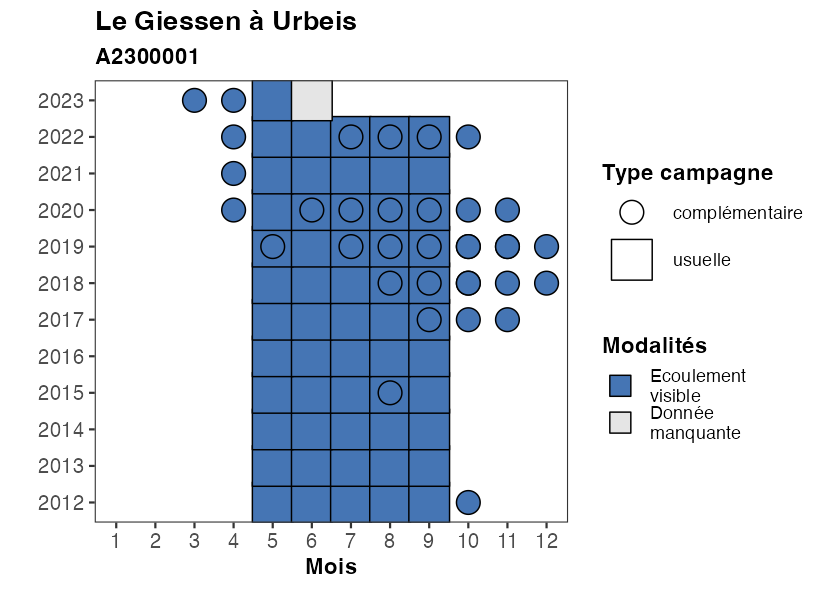 Le Giessen à Urbeis
A2300001
2023
2022
2021
2020
2019
2018
2017
2016
2015
2014
2013
2012
1 2 3 4 5 6 7 8 9 10 11 12
Mois
Type campagne
complémentaire
usuelle
Modalités
Ecoulement
visible
Donnée
manquante